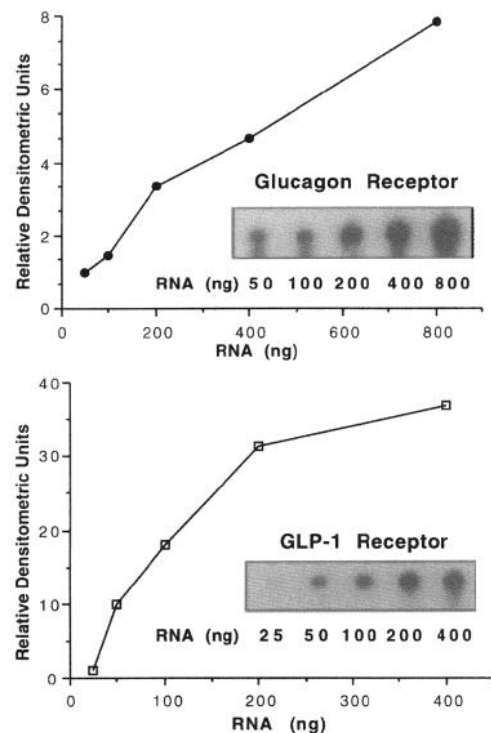 8
6
4
2
0
Relative Densitometric Units
Glucagon Receptor
RNA (ng) 50 100 200 400 800
0 200 400 600 800
RNA (ng)
40
30
20
10
0
Relative Densitometric Units
GLP-1 Receptor
RNA (ng) 25 50 100 200 400
0 100 200 300 400
RNA (ng)